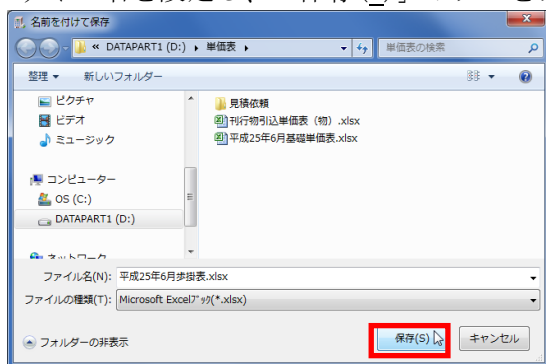 名前を付けて保存
« DATAPART1 (D:) ▸ 単価表 ▸
単価表の検索
整理 ▼ 新しいフォルダー
ピクチャ
ビデオ
ミュージック
コンピューター
OS (C:)
DATAPART1 (D:)
ネットワーク
見積依頼
刊行物引込単価表（物）.xlsx
平成25年6月基礎単価表.xlsx
ファイル名(N): 平成25年6月歩掛表.xlsx
ファイルの種類(T): Microsoft Excelﾌﾞｯｸ(*.xlsx)
フォルダーの非表示
保存(S)
キャンセル